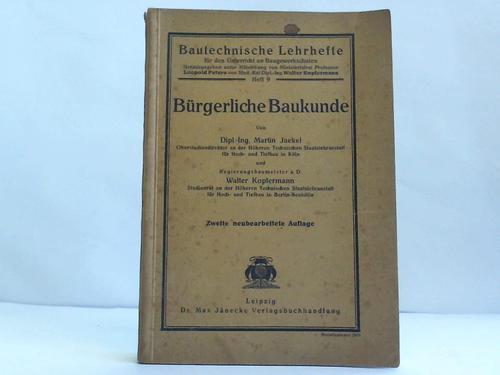 Bautechnische Lehrhefte
für den Unterricht an Baugewerkschulen
Herausgegeben unter Mitwirkung von Ministerialrat Professor
Leopold Peters von Stud.-Rat Dipl.-Ing. Walter Kopfermann
Heft 9
Bürgerliche Baukunde
Von
Dipl.-Ing. Martin Jaekel
Oberstudiendirektor an der Höheren Technischen Staatslehranstalt
für Hoch- und Tiefbau in Köln
und
Regierungsbaumeister a. D.
Walter Kopfermann
Studienrat an der Höheren Technischen Staatslehranstalt
für Hoch- und Tiefbau in Berlin-Neukölln
Zweite neubearbeitete Auflage
Leipzig
Dr. Max Jänecke Verlagsbuchhandlung